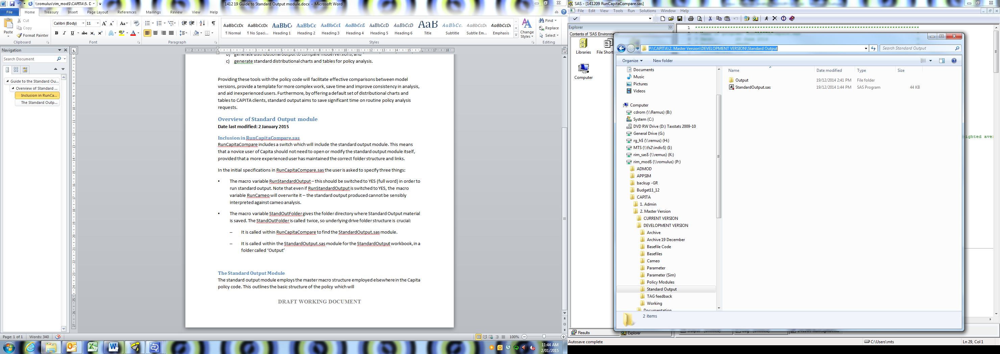 \\romulus\rim_mod$\CAPITA\5. D
141219 Guide to Standard Output module.docx - Microsoft Word
File Home Treasury Insert Page Layout References Mailings Review View Help
Paste
Cut
Copy
Format Painter
Clipboard
Calibri (Body) 11
Font
Paragraph
AaBbCcDc AaBbCcDc AaBbC AaBbCc AaBbCcI AaBbCcD AaBbCcD AaBbCcD AaB AaBbCc. AaBbCcD AaBbCcD
¶ Normal ¶ No Spaci... Heading 1 Heading 2 Heading 3 Heading 4 Heading 5 Heading 6 Title Subtitle Subtle Em... Emphasis
Styles
Change Styles
Find
Replace
Select
Editing
Navigation
Search Document
Guide to the Standard Ou...
Overview of Standard ...
Inclusion in RunCa...
The Standard Outp...
b) generate distributional output to compare model versions, and
c) generate standard distributional charts and tables for policy analysis.
Providing these tools with the policy code will facilitate effective comparisons between model
versions, provide a template for more complex work, save time and improve consistency in analysis,
and aid inexperienced users. Furthermore, by offering a default set of distributional charts and
tables to CAPITA clients, standard output aims to save significant time on routine policy analysis
requests.
Overview of Standard Output module
Date last modified: 2 January 2015
Inclusion in RunCapitaCompare.sas
RunCapitaCompare includes a switch which will include the standard output module. This means
that a novice user of Capita should not need to open or modify the standard output module itself,
provided that a more experienced user has maintained the correct folder structure and links.
In the initial specifications in RunCapitaCompare.sas the user is asked to specify three things:
• The macro variable RunStandardOutput – this should be switched to YES (full word) in order to
run standard output. Note that even if RunStandardOutput is switched to YES, the macro
variable RunCameo will overwrite it – the standard output produced cannot be sensibly
interpreted against cameo analysis.
• The macro variable StandOutFolder gives the folder directory where Standard Output material
is saved. The StandOutFolder is called twice, so underlying drive folder structure is crucial:
– It is called within RunCapitaCompare to find the StandardOutput.sas module.
– It is called within the StandardOutput.sas module for the StandardOutput workbook, in a
folder called ‘Output’
The Standard Output Module
The standard output module employs the master macro structure employed elsewhere in the Capita
policy code. This outlines the basic structure of the policy which will
DRAFT WORKING DOCUMENT
Page: 1 of 1 Words: 340
100%
11:44 AM
2/01/2015
SAS - [141209 RunCapitaCompare.sas]
File Edit View Tools Run Solutions Window Help
Explorer
Contents of 'SAS Environm
Libraries
File Short
Computer
1
ighted aver
P:\CAPITA\2. Master Version\DEVELOPMENT VERSION\Standard Output
Search Standard Output
Organize New folder
Name Date modified Type Size
Output 19/12/2014 2:41 PM File folder
StandardOutput.sas 19/12/2014 1:44 PM SAS Program 44 KB
Documents
Music
Pictures
Videos
Computer
cdrom (\\Remus) (B:)
System (C:)
DVD RW Drive (D:) Taxstats 2009-10
General Drive (G:)
rg_h$ (\\remus) (H:)
MTS (\\fs2\indiv$) (I:)
rim_sas$ (\\remus) (K:)
rim_mod$ (\\romulus) (P:)
ADMOD
APPSIM
backup -GR
Budget11_12
CAPITA
1. Admin
2. Master Version
CURRENT VERSION
DEVELOPMENT VERSION
Archive
Archive 19 December
Basefile Code
Basefiles
Cameo
Parameter
Parameter (Sim)
Policy Modules
Standard Output
TAG feedback
Working
Documentation
2 items
Results
Explorer
Autosave complete
C:\Users\mts
Ln 29, Col 1